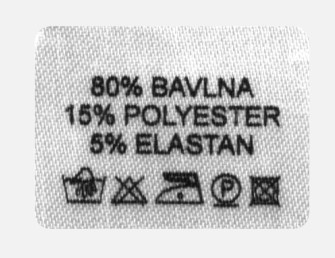 80% BAVLNA
15% POLYESTER
5% ELASTAN
P